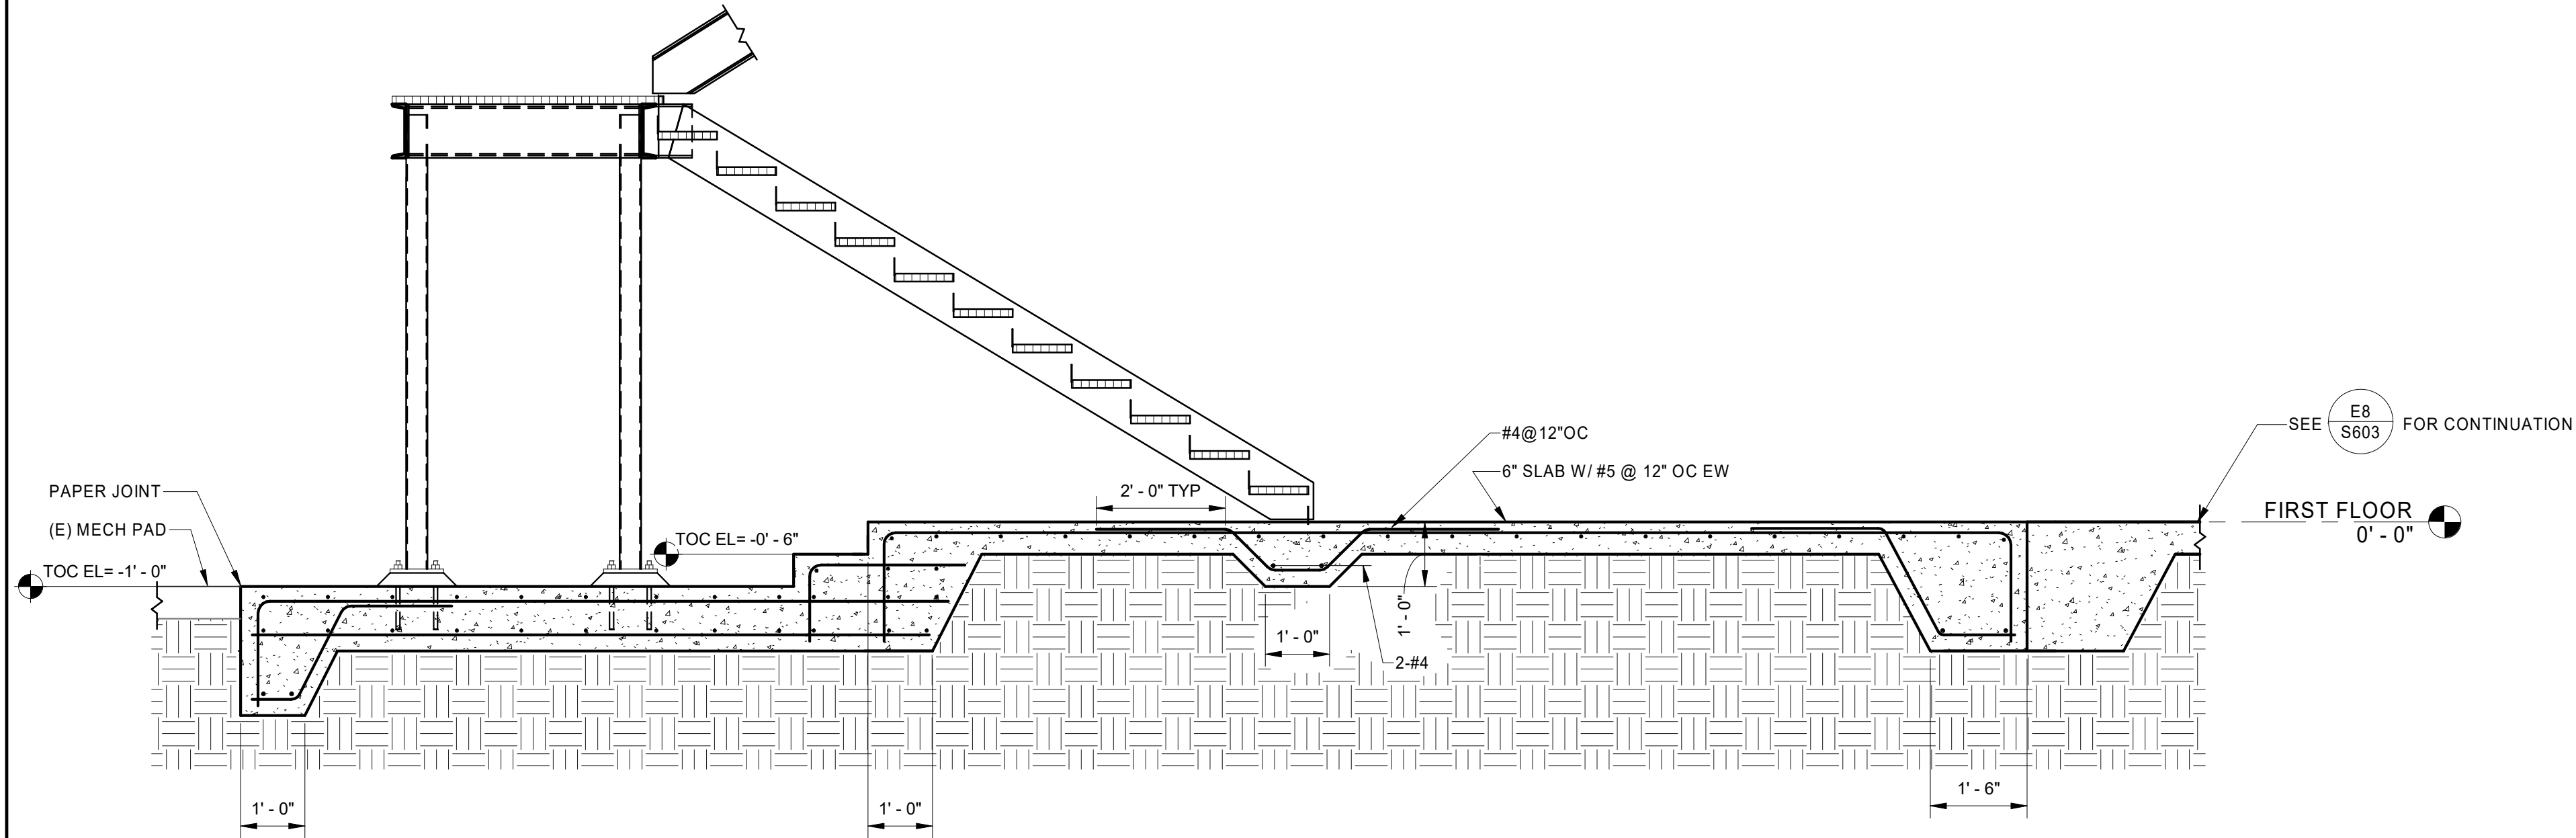 #4@12"OC
E8
SEE FOR CONTINUATION
S603
6" SLAB W/ #5 @ 12" OC EW
PAPER JOINT
2' - 0" TYP
FIRST FLOOR
0' - 0"
(E) MECH PAD
TOC EL= -0' - 6"
TOC EL= -1' - 0"
1' - 0"
1' - 0"
2-#4
1' - 0"
1' - 0"
1' - 6"